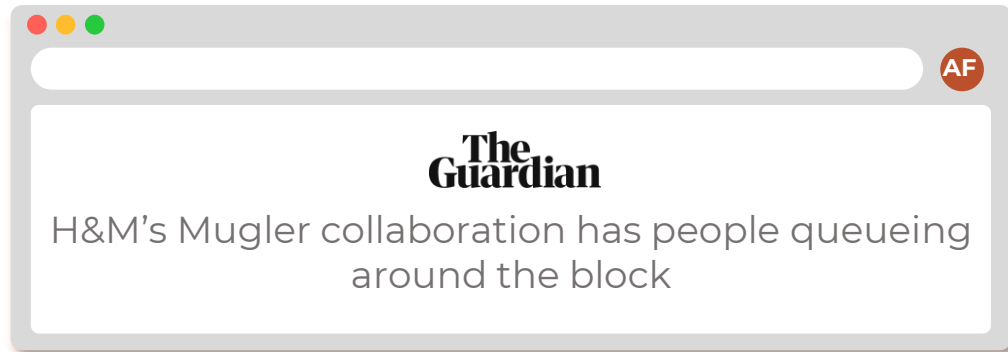 AF
The
Guardian
H&M’s Mugler collaboration has people queueing
around the block